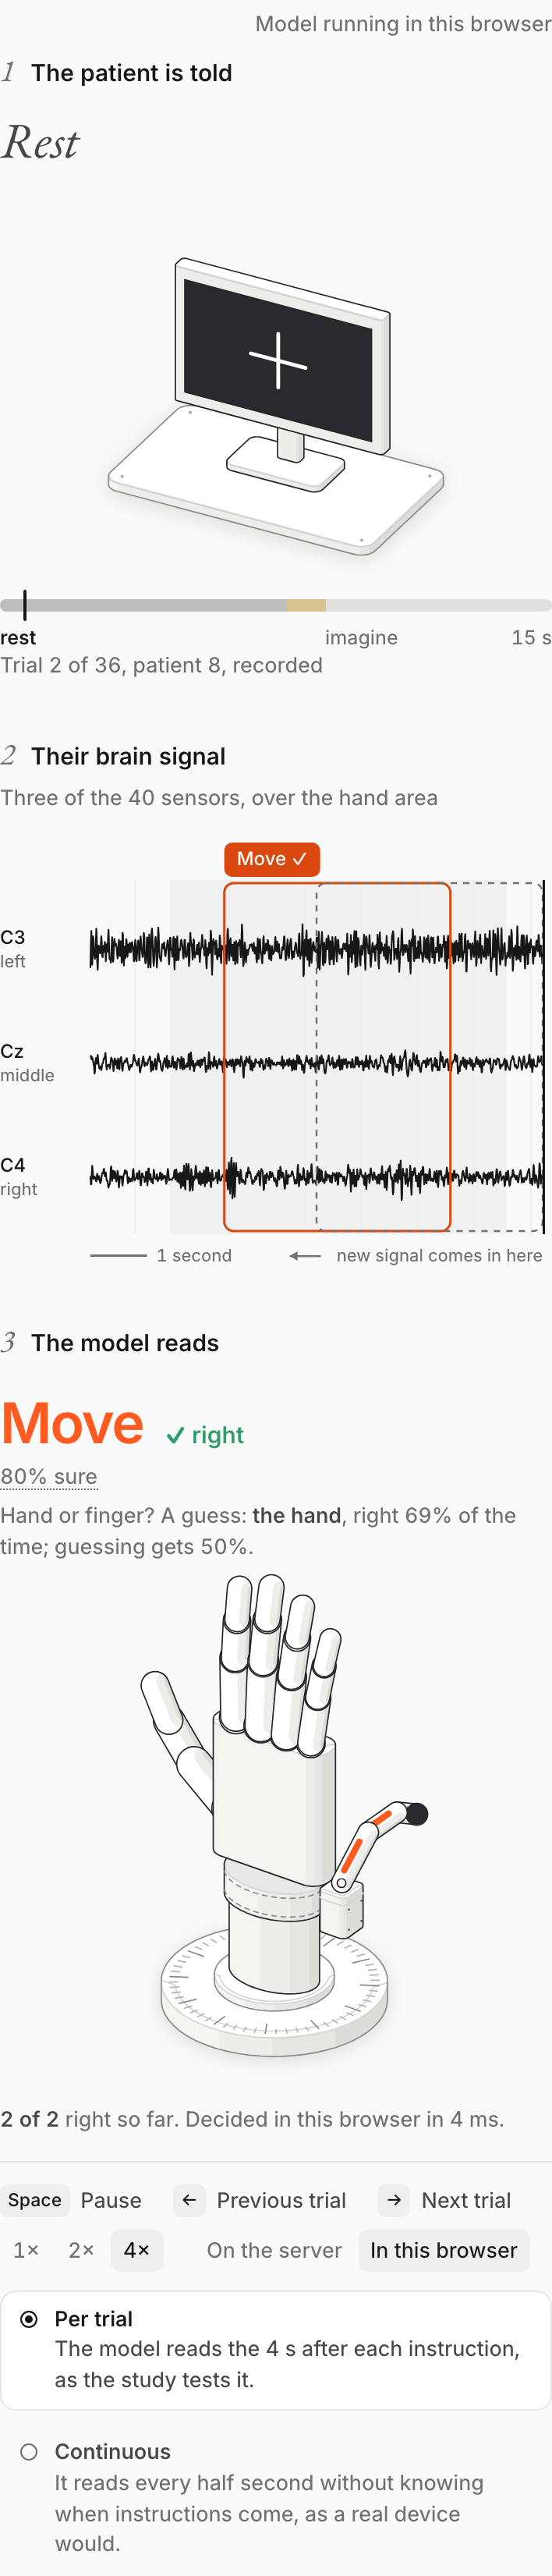 Model running in this browser
1 The patient is told
Rest
rest imagine 15 s
Trial 2 of 36, patient 8, recorded
2 Their brain signal
Three of the 40 sensors, over the hand area
Move ✓
C3
left
Cz
middle
C4
right
1 second ← new signal comes in here
3 The model reads
Move ✓ right
80% sure
Hand or finger? A guess: the hand, right 69% of the
time; guessing gets 50%.
2 of 2 right so far. Decided in this browser in 4 ms.
Space Pause ← Previous trial → Next trial
1× 2× 4× On the server In this browser
Per trial
The model reads the 4 s after each instruction,
as the study tests it.
Continuous
It reads every half second without knowing
when instructions come, as a real device
would.